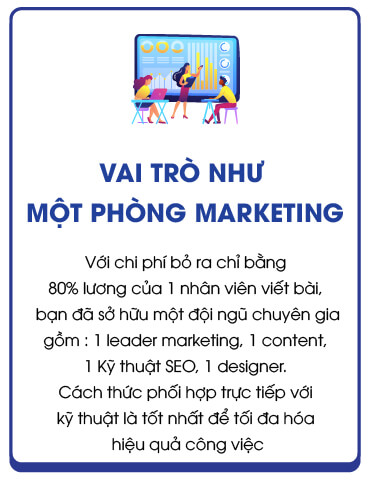 VAI TRÒ NHƯ
MỘT PHÒNG MARKETING
Với chi phí bỏ ra chỉ bằng
80% lương của 1 nhân viên viết bài,
bạn đã sở hữu một đội ngũ chuyên gia
gồm : 1 leader marketing, 1 content,
1 Kỹ thuật SEO, 1 designer.
Cách thức phối hợp trực tiếp với
kỹ thuật là tốt nhất để tối đa hóa
hiệu quả công việc